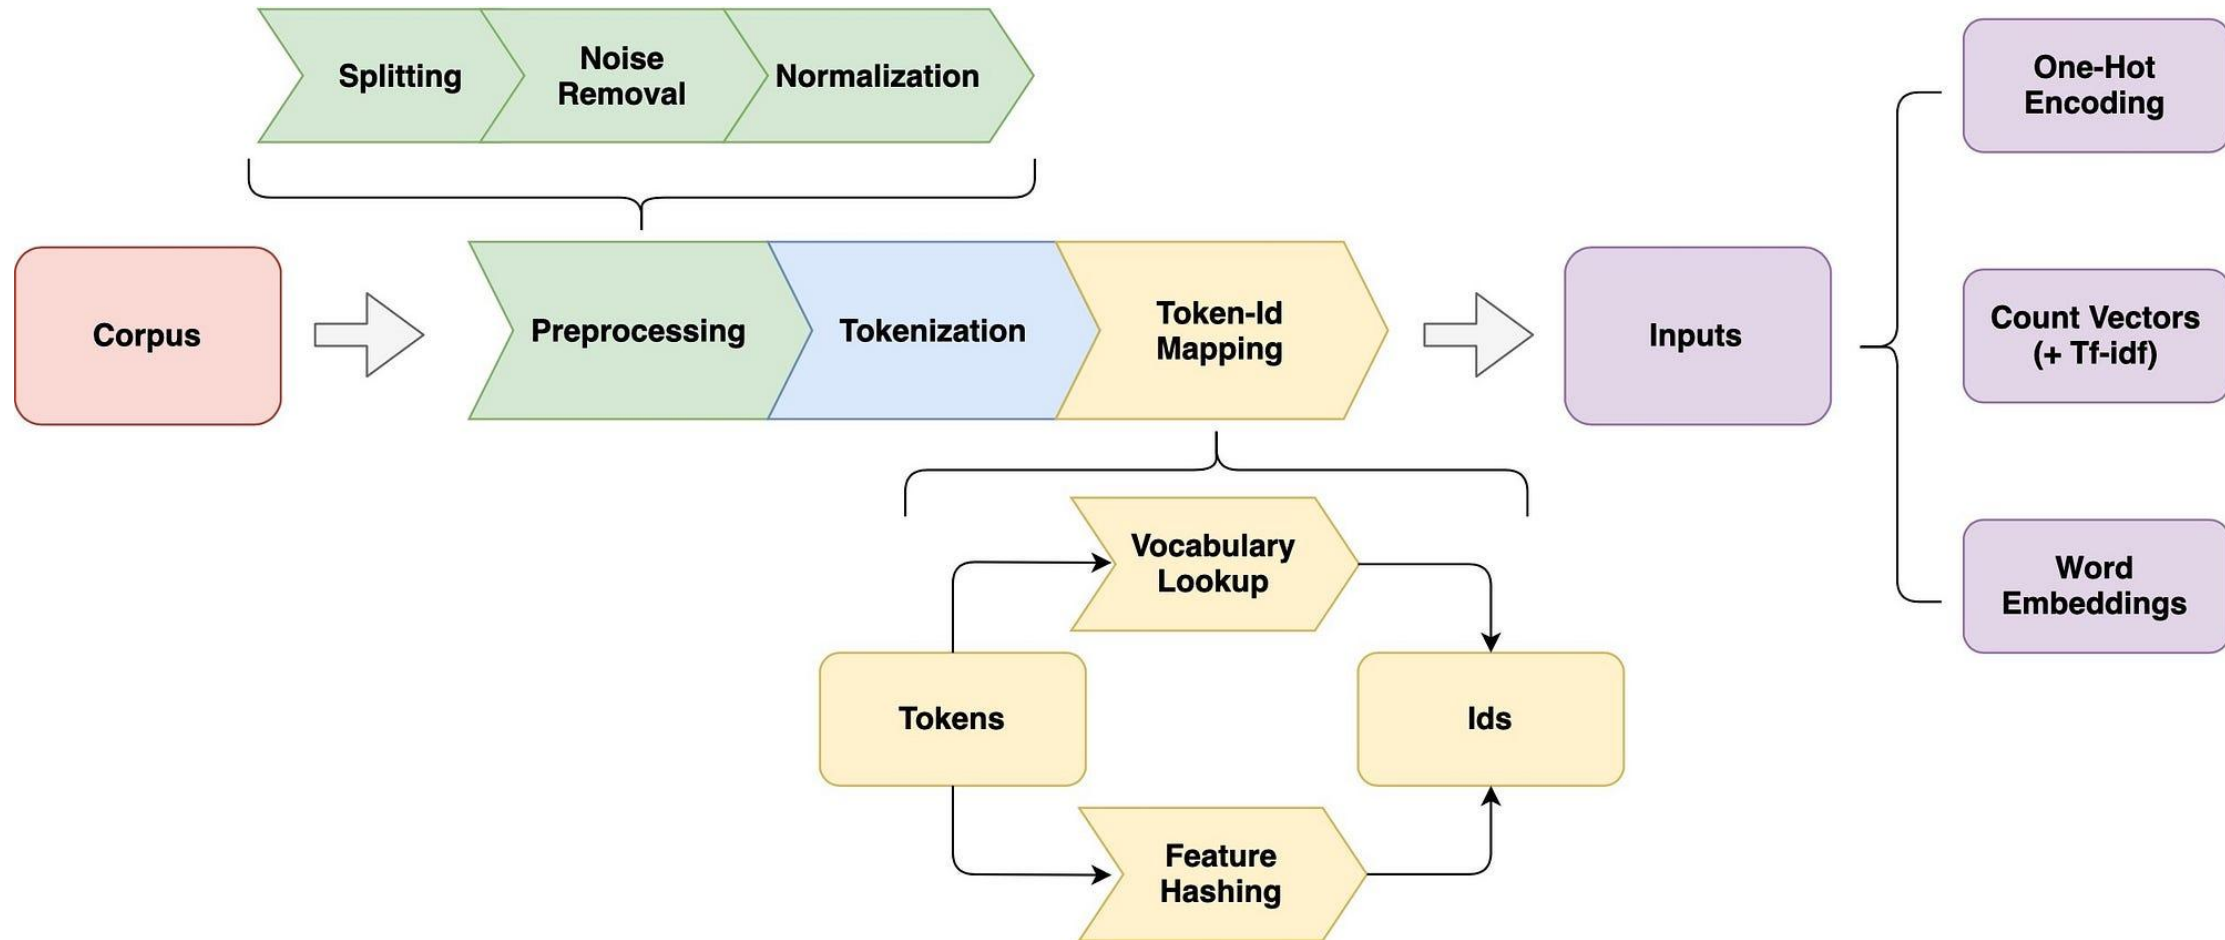 Splitting
Noise
Removal
Normalization
One-Hot
Encoding
Corpus
Preprocessing
Tokenization
Token-Id
Mapping
Inputs
Count Vectors
(+ Tf-idf)
Vocabulary
Lookup
Word
Embeddings
Tokens
Ids
Feature
Hashing